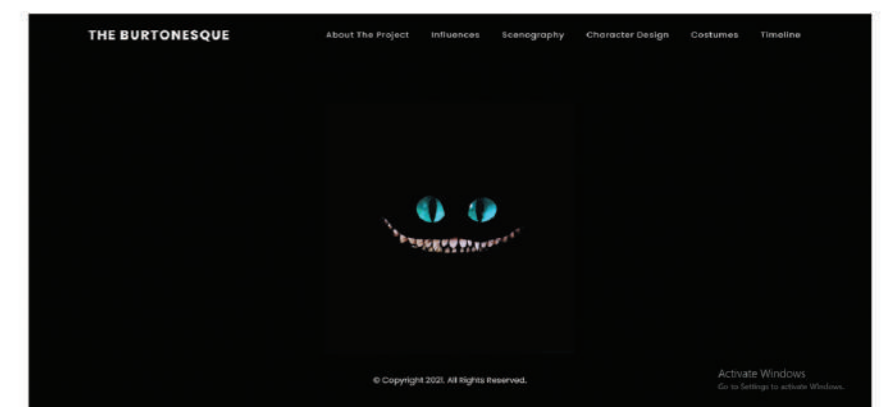 THE BURTONESQUE
About The Project Influences Scenography Character Design Costumes Timeline
© Copyright 2021. All Rights Reserved.
Activate Windows
Go to Settings to activate Windows.